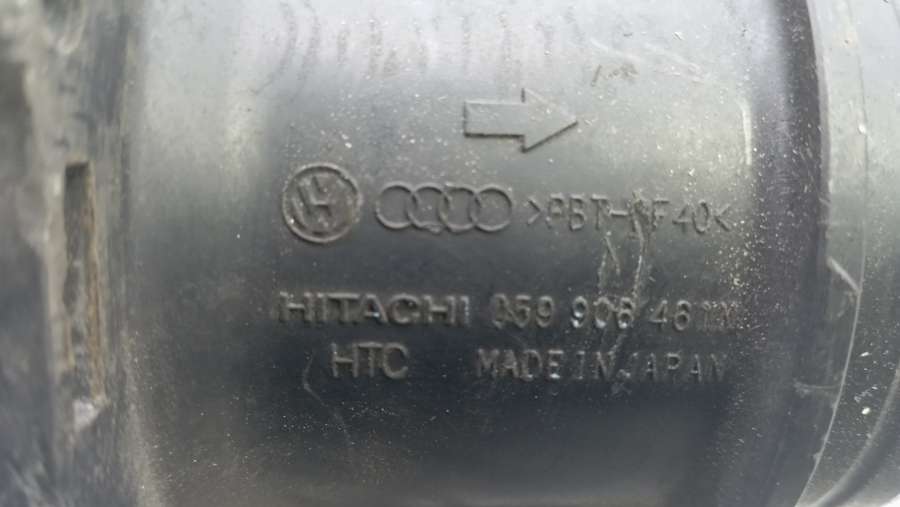 HITACHI 059 906 461
HTC MADE IN JAPAN